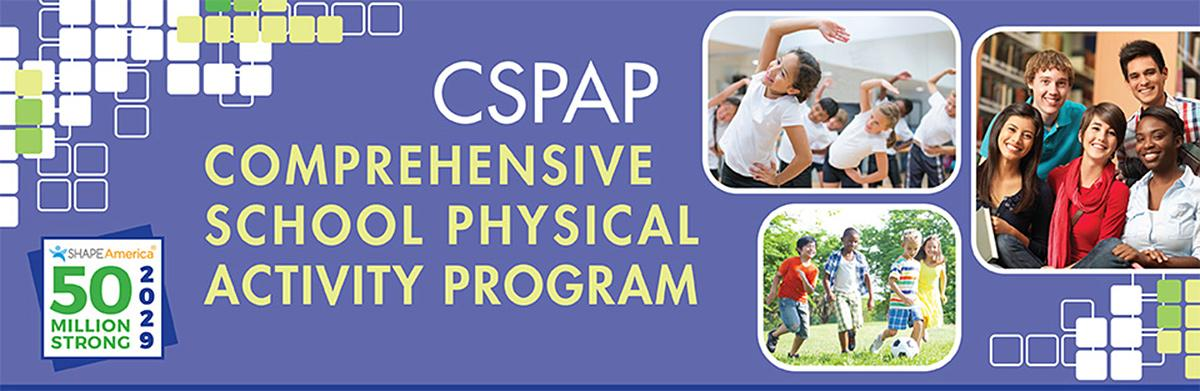 CSPAP
COMPREHENSIVE
SCHOOL PHYSICAL
ACTIVITY PROGRAM
SHAPE America®
50
MILLION
STRONG
2029